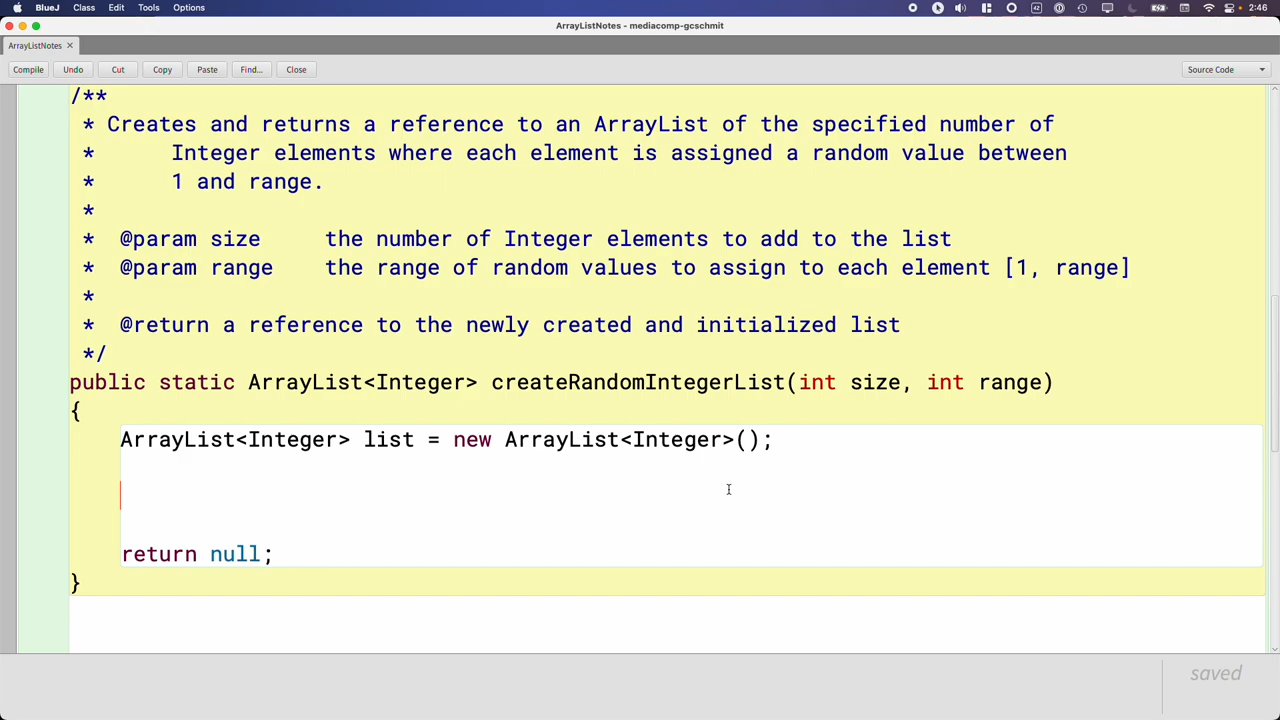 BlueJ Class Edit Tools Options 42 2:46
ArrayListNotes - mediacomp-gcschmit
ArrayListNotes ×
Compile Undo Cut Copy Paste Find... Close Source Code
/**
* Creates and returns a reference to an ArrayList of the specified number of
* Integer elements where each element is assigned a random value between
* 1 and range.
*
* @param size the number of Integer elements to add to the list
* @param range the range of random values to assign to each element [1, range]
*
* @return a reference to the newly created and initialized list
*/
public static ArrayList<Integer> createRandomIntegerList(int size, int range)
{
ArrayList<Integer> list = new ArrayList<Integer>();
return null;
}
saved